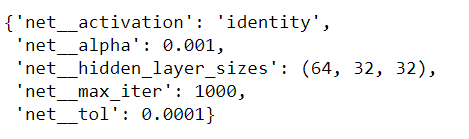 {'net__activation': 'identity',
 'net__alpha': 0.001,
 'net__hidden_layer_sizes': (64, 32, 32),
 'net__max_iter': 1000,
 'net__tol': 0.0001}